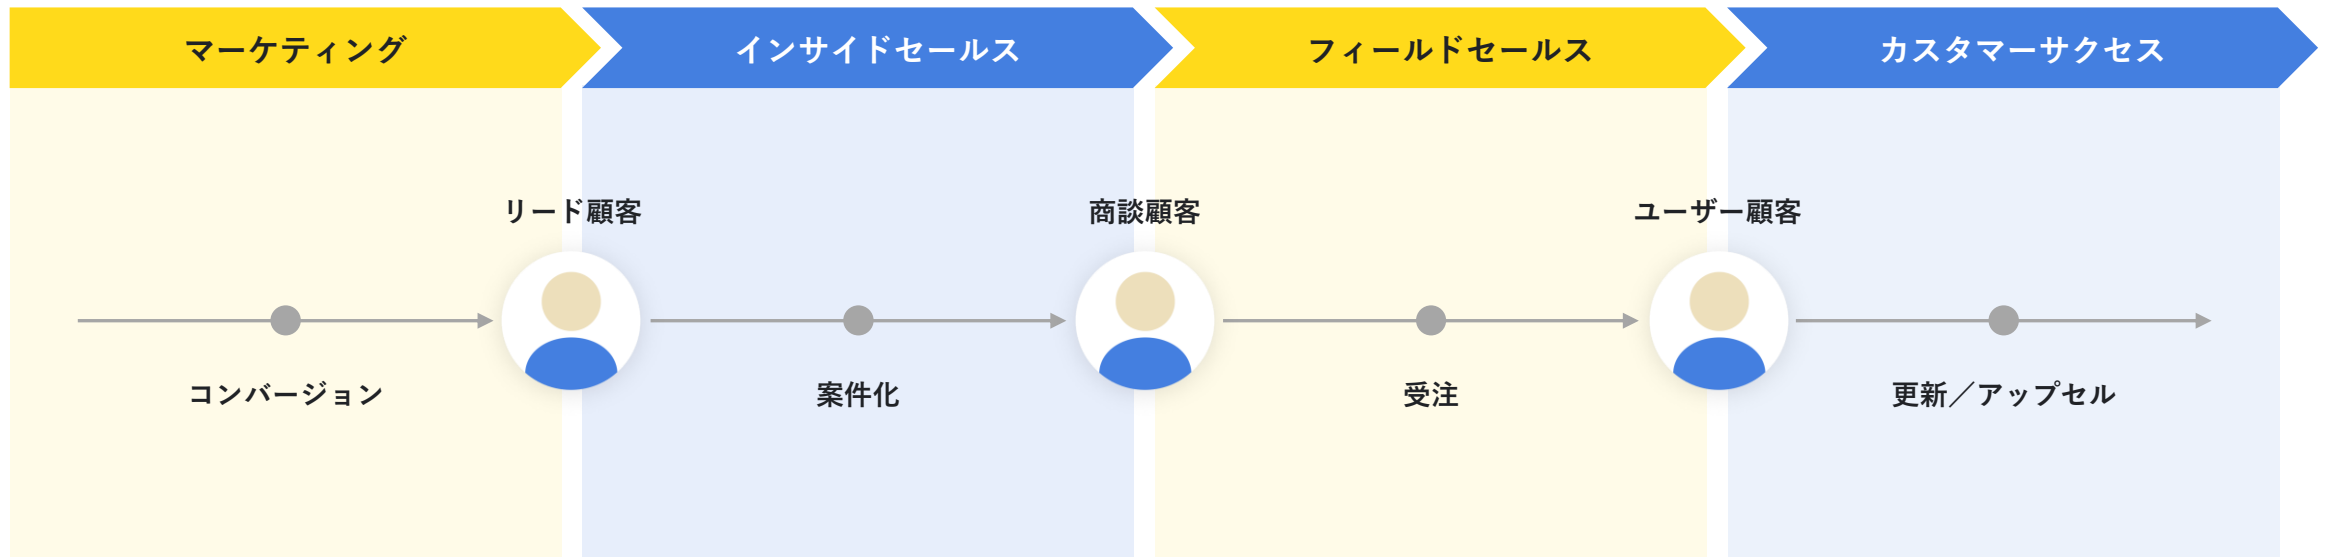 マーケティング
インサイドセールス
フィールドセールス
カスタマーサクセス
リード顧客
商談顧客
ユーザー顧客
コンバージョン
案件化
受注
更新／アップセル